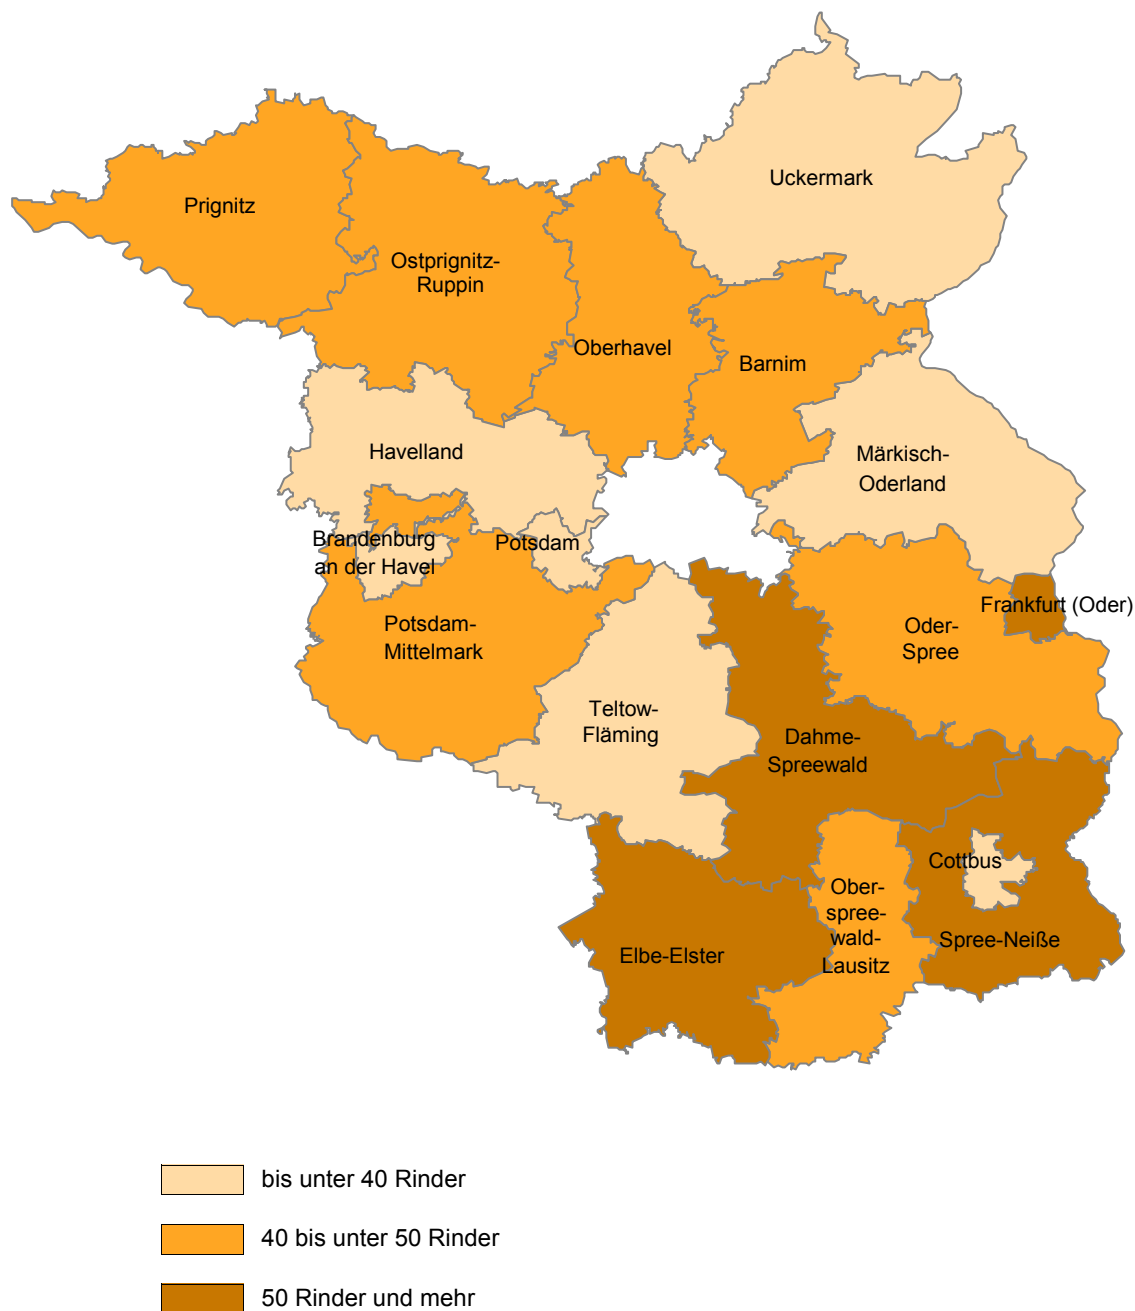 Uckermark
Prignitz
Ostprignitz-
Ruppin
Oberhavel
Barnim
Havelland
Märkisch-
Oderland
Brandenburg
an der Havel
Potsdam
Frankfurt (Oder)
Potsdam-
Mittelmark
Oder-
Spree
Teltow-
Fläming
Dahme-
Spreewald
Cottbus
Ober-
spree-
wald-
Lausitz
Spree-Neiße
Elbe-Elster
bis unter 40 Rinder
40 bis unter 50 Rinder
50 Rinder und mehr